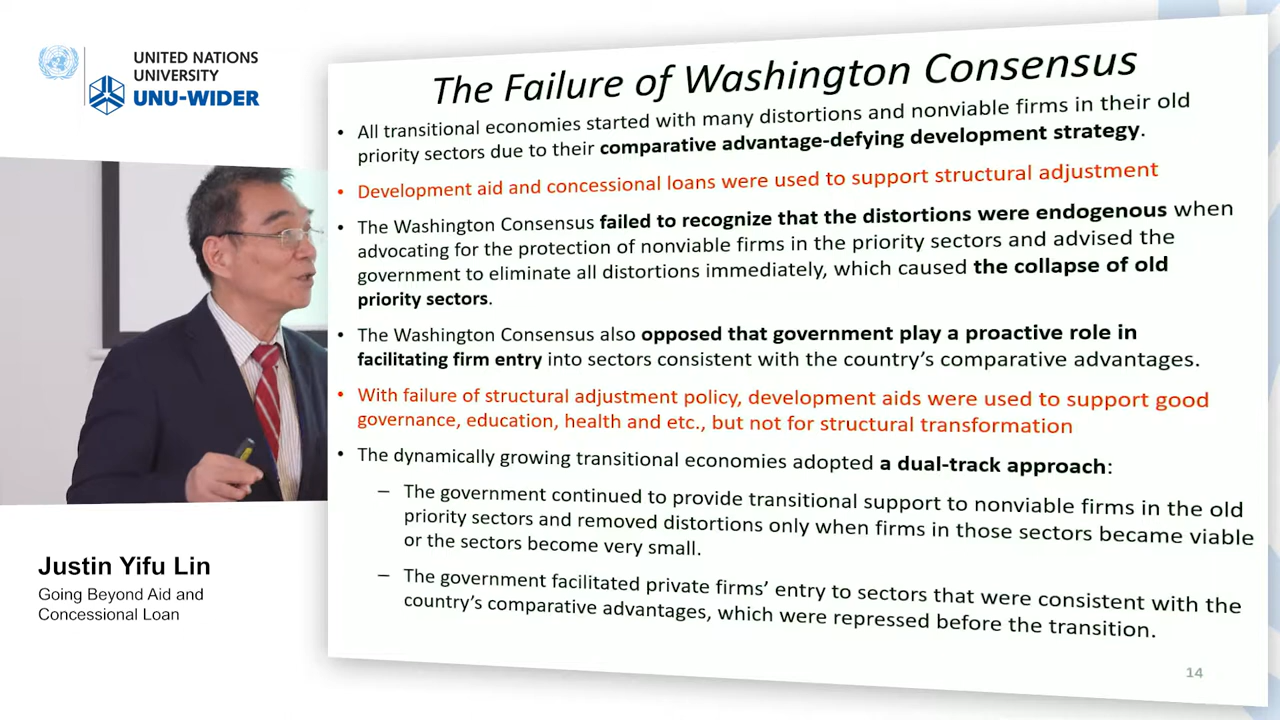 UNITED NATIONS
UNIVERSITY
UNU-WIDER
The Failure of Washington Consensus
• All transitional economies started with many distortions and nonviable firms in their old
priority sectors due to their comparative advantage-defying development strategy.
• Development aid and concessional loans were used to support structural adjustment
• The Washington Consensus failed to recognize that the distortions were endogenous when
advocating for the protection of nonviable firms in the priority sectors and advised the
government to eliminate all distortions immediately, which caused the collapse of old
priority sectors.
• The Washington Consensus also opposed that government play a proactive role in
facilitating firm entry into sectors consistent with the country's comparative advantages.
• With failure of structural adjustment policy, development aids were used to support good
governance, education, health and etc., but not for structural transformation
• The dynamically growing transitional economies adopted a dual-track approach:
– The government continued to provide transitional support to nonviable firms in the old
priority sectors and removed distortions only when firms in those sectors became viable
or the sectors become very small.
– The government facilitated private firms' entry to sectors that were consistent with the
country's comparative advantages, which were repressed before the transition.
14
Justin Yifu Lin
Going Beyond Aid and
Concessional Loan